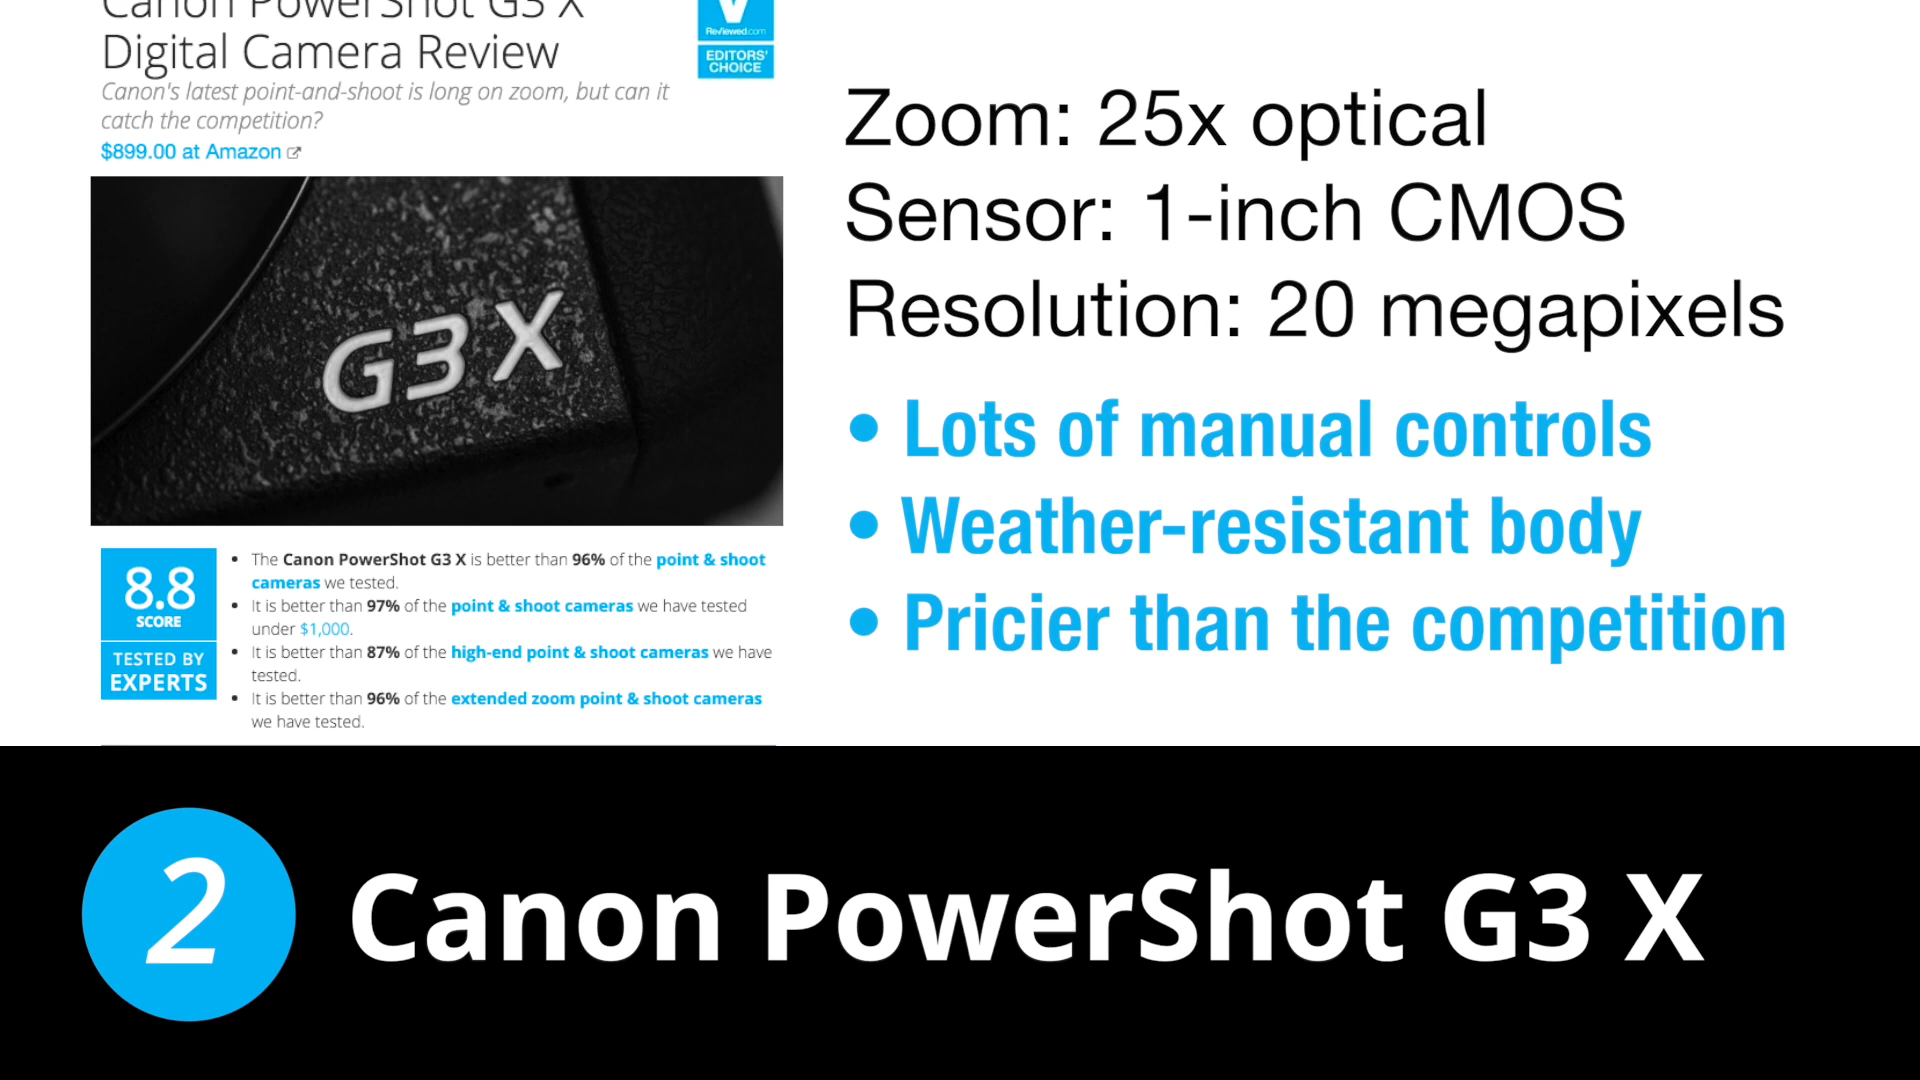 Canon PowerShot G3 X
Digital Camera Review
Canon's latest point-and-shoot is long on zoom, but can it
catch the competition?
$899.00 at Amazon
Reviewed.com
EDITORS'
CHOICE
G3 X
8.8
SCORE
TESTED BY
EXPERTS
• The Canon PowerShot G3 X is better than 96% of the point & shoot
cameras we tested.
• It is better than 97% of the point & shoot cameras we have tested
under $1,000.
• It is better than 87% of the high-end point & shoot cameras we have
tested.
• It is better than 96% of the extended zoom point & shoot cameras
we have tested.
Zoom: 25x optical
Sensor: 1-inch CMOS
Resolution: 20 megapixels
• Lots of manual controls
• Weather-resistant body
• Pricier than the competition
2
Canon PowerShot G3 X